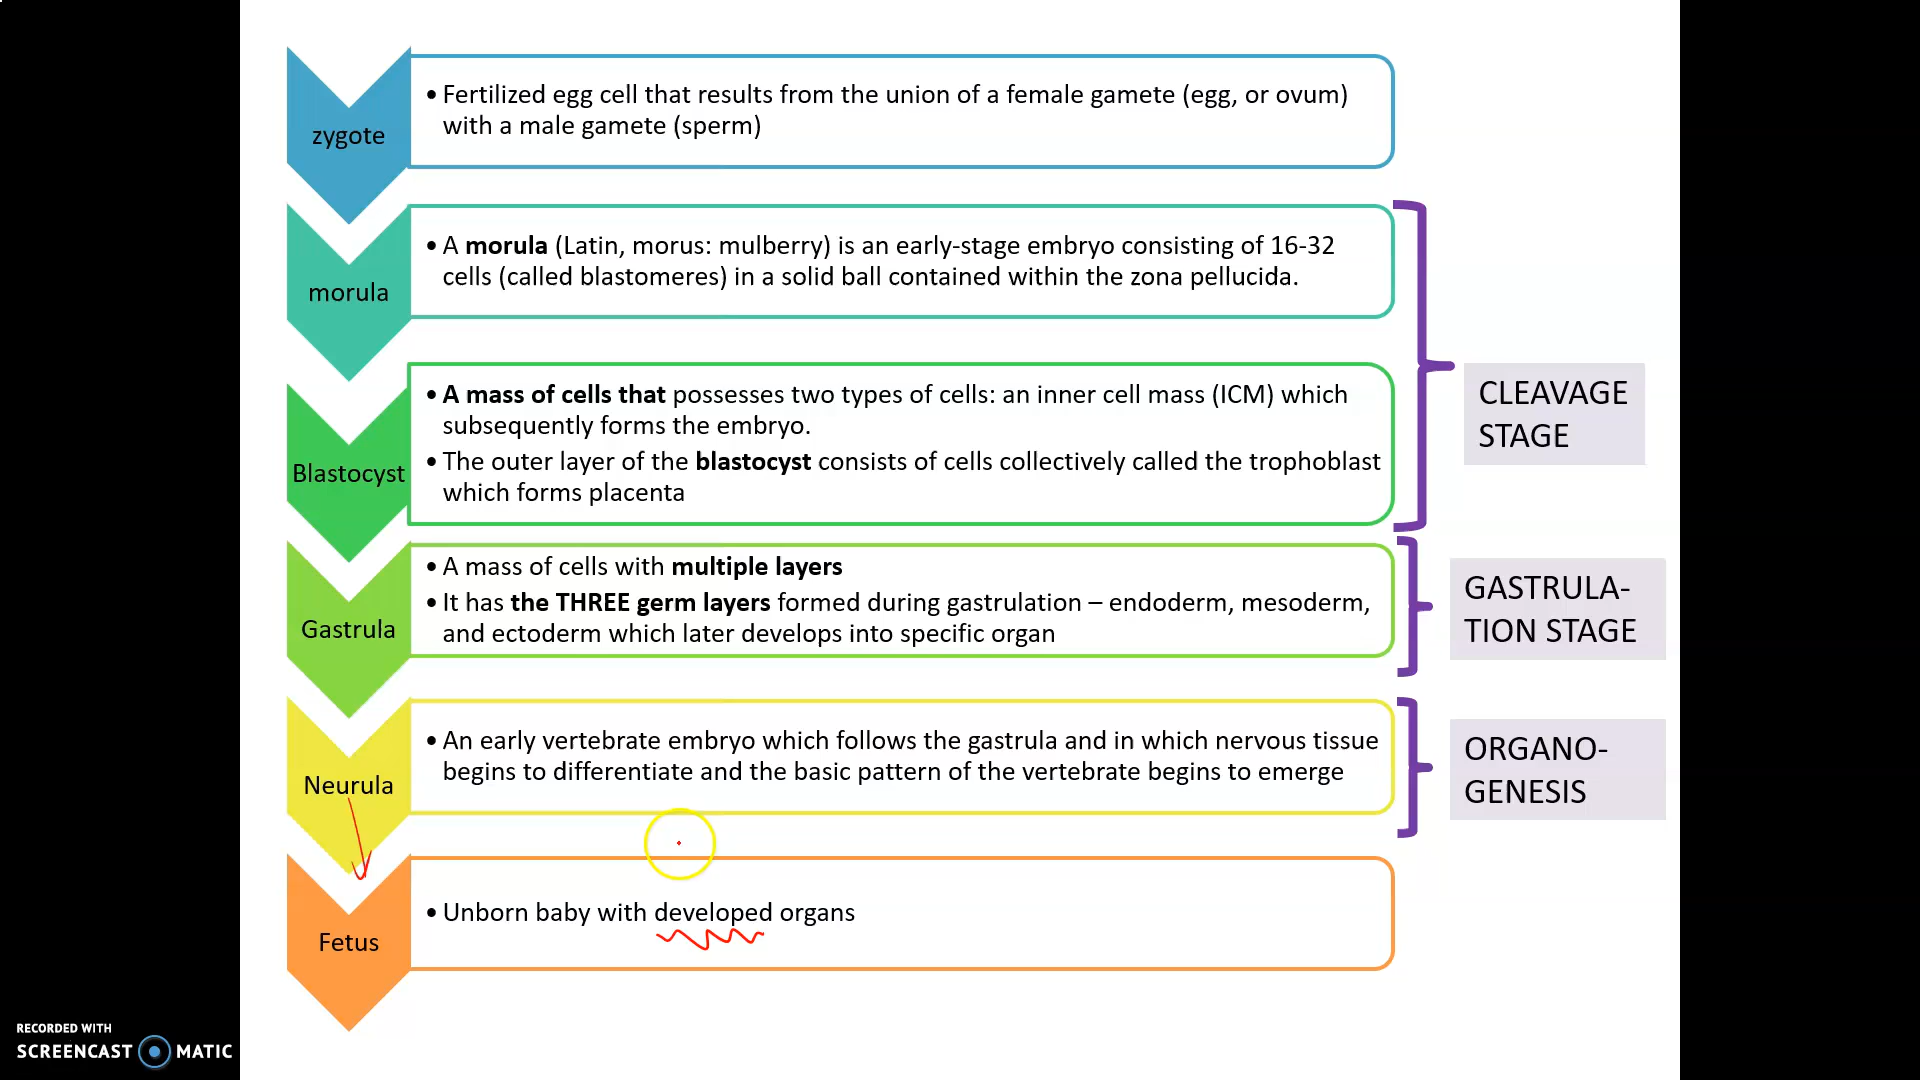 zygote
• Fertilized egg cell that results from the union of a female gamete (egg, or ovum)
with a male gamete (sperm)
morula
• A morula (Latin, morus: mulberry) is an early-stage embryo consisting of 16-32
cells (called blastomeres) in a solid ball contained within the zona pellucida.
Blastocyst
• A mass of cells that possesses two types of cells: an inner cell mass (ICM) which
subsequently forms the embryo.
• The outer layer of the blastocyst consists of cells collectively called the trophoblast
which forms placenta
CLEAVAGE
STAGE
Gastrula
• A mass of cells with multiple layers
• It has the THREE germ layers formed during gastrulation – endoderm, mesoderm,
and ectoderm which later develops into specific organ
GASTRULA-
TION STAGE
Neurula
• An early vertebrate embryo which follows the gastrula and in which nervous tissue
begins to differentiate and the basic pattern of the vertebrate begins to emerge
ORGANO-
GENESIS
Fetus
• Unborn baby with developed organs
RECORDED WITH
SCREENCAST MATIC